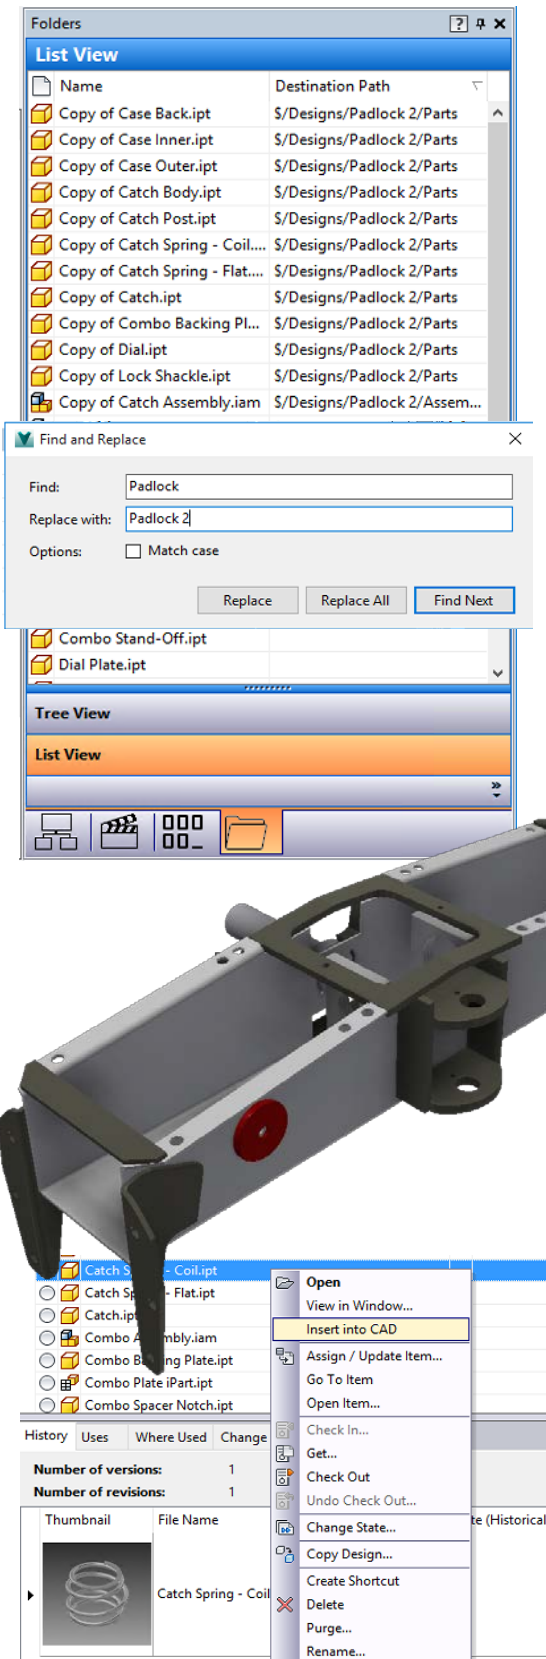 Folders
List View
Name Destination Path
Copy of Case Back.ipt $/Designs/Padlock 2/Parts
Copy of Case Inner.ipt $/Designs/Padlock 2/Parts
Copy of Case Outer.ipt $/Designs/Padlock 2/Parts
Copy of Catch Body.ipt $/Designs/Padlock 2/Parts
Copy of Catch Post.ipt $/Designs/Padlock 2/Parts
Copy of Catch Spring - Coil.... $/Designs/Padlock 2/Parts
Copy of Catch Spring - Flat.... $/Designs/Padlock 2/Parts
Copy of Catch.ipt $/Designs/Padlock 2/Parts
Copy of Combo Backing Pl... $/Designs/Padlock 2/Parts
Copy of Dial.ipt $/Designs/Padlock 2/Parts
Copy of Lock Shackle.ipt $/Designs/Padlock 2/Parts
Copy of Catch Assembly.iam $/Designs/Padlock 2/Assem...
Find and Replace
Find: Padlock
Replace with: Padlock 2
Options: Match case
Replace Replace All Find Next
Combo Stand-Off.ipt
Dial Plate.ipt
Tree View
List View
Catch S - Coil.ipt
Catch Sp - Flat.ipt
Catch.ip
Combo A mbly.iam
Combo B ng Plate.ipt
Combo Plate iPart.ipt
Combo Spacer Notch.ipt
Open
View in Window...
Insert into CAD
Assign / Update Item...
Go To Item
Open Item...
Check In...
Get...
Check Out
Undo Check Out...
Change State...
Copy Design...
Create Shortcut
Delete
Purge...
Rename...
History Uses Where Used Change
Number of versions: 1
Number of revisions: 1
Thumbnail File Name te (Historical
Catch Spring - Coil